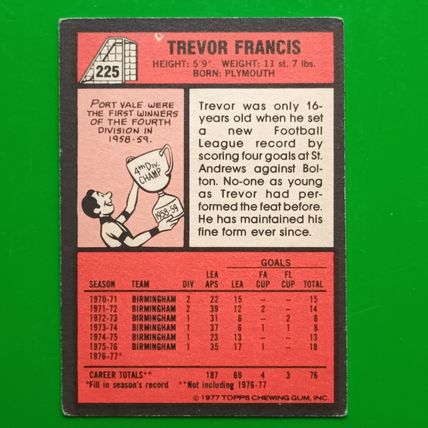 225
TREVOR FRANCIS
HEIGHT: 5'9" WEIGHT: 11 st. 7 lbs.
BORN: PLYMOUTH
PORT VALE WERE
THE FIRST WINNERS
OF THE FOURTH
DIVISION IN
1958-59.
4TH DIV.
CHAMP
1958-59
Trevor was only 16-
years old when he set
a new Football
League record by
scoring four goals at St.
Andrews against Bol-
ton. No-one as young
as Trevor had per-
formed the feat before.
He has maintained his
fine form ever since.
GOALS
LEA FA FL
SEASON TEAM DIV APS LEA CUP CUP TOTAL
1970-71 BIRMINGHAM 2 22 15 – – 15
1971-72 BIRMINGHAM 2 39 12 2 – 14
1972-73 BIRMINGHAM 1 31 6 – 2 8
1973-74 BIRMINGHAM 1 37 6 1 1 8
1974-75 BIRMINGHAM 1 23 13 – – 13
1975-76 BIRMINGHAM 1 35 17 1 – 18
1976-77*
CAREER TOTALS** 187 69 4 3 76
*Fill in season's record **Not including 1976-77
© 1977 TOPPS CHEWING GUM, INC.